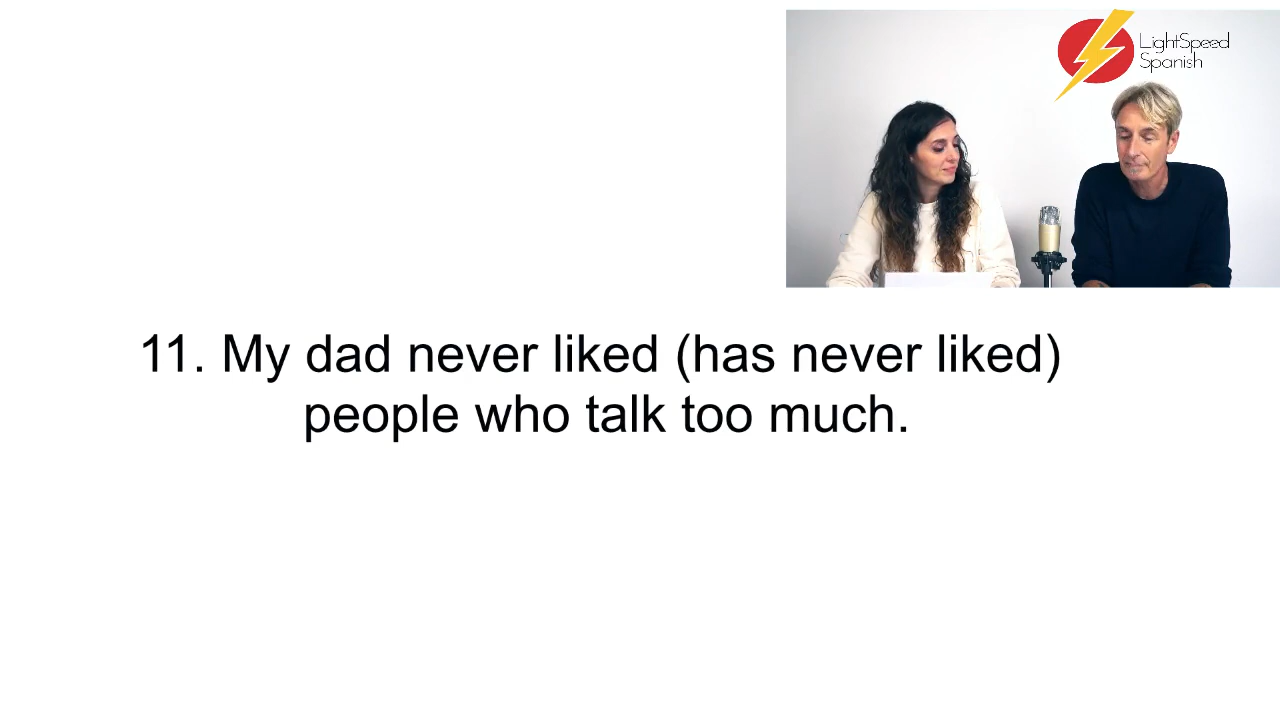 LightSpeed
Spanish
11. My dad never liked (has never liked)
people who talk too much.